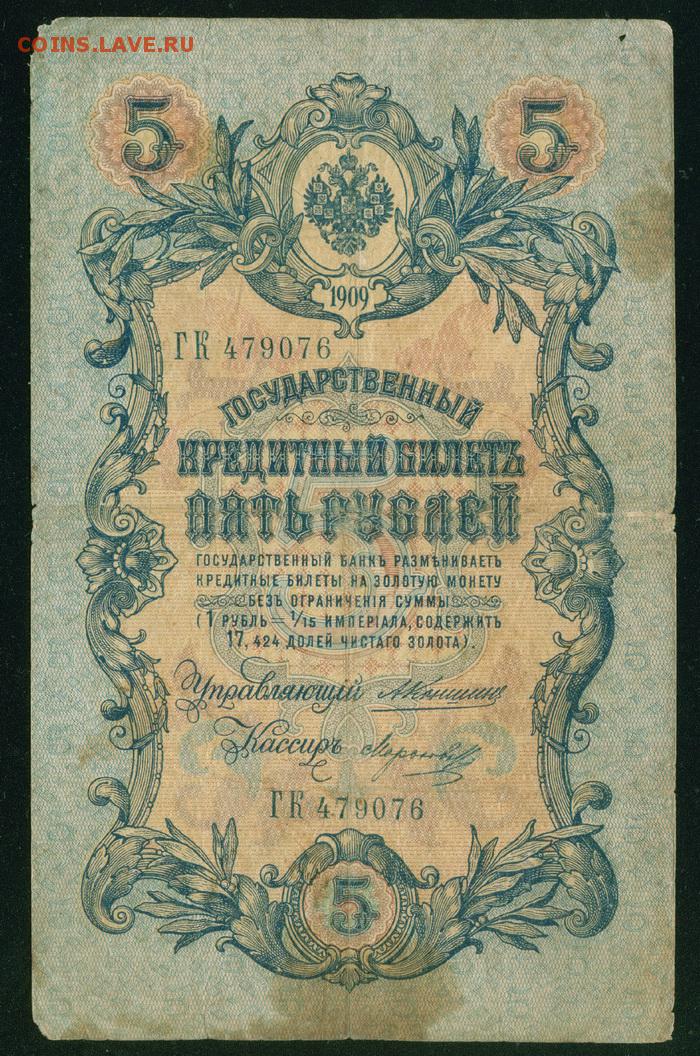 COINS.LAVE.RU
5 5
1909
ГК 479076
ГОСУДАРСТВЕННЫЙ
КРЕДИТНЫЙ БИЛЕТЪ
ПЯТЬ РУБЛЕЙ
ГОСУДАРСТВЕННЫЙ БАНКЪ РАЗМѢНИВАЕТЪ
КРЕДИТНЫЕ БИЛЕТЫ НА ЗОЛОТУЮ МОНЕТУ
БЕЗЪ ОГРАНИЧЕНІЯ СУММЫ
(1 РУБЛЬ = 1/15 ИМПЕРІАЛА, СОДЕРЖИТЪ
17,424 ДОЛЕЙ ЧИСТАГО ЗОЛОТА).
Управляющій
Кассиръ
ГК 479076
5